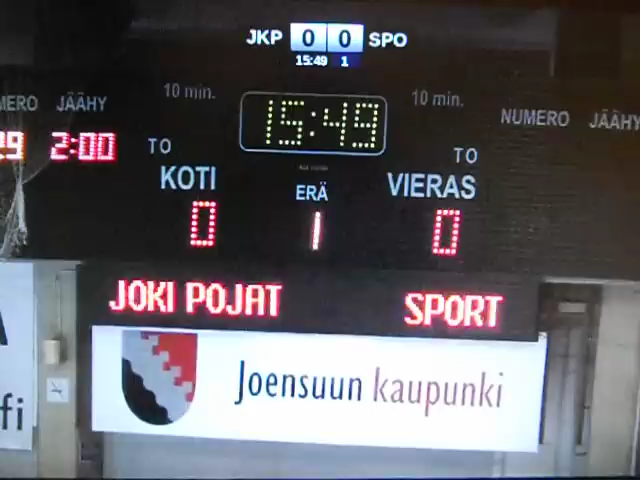 JKP 0 0 SPO
15:49 1
JÄÄHY 10 min. 15:49 10 min. NUMERO JÄÄHY
2:00 TO TO
KOTI ERÄ VIERAS
0 1 0
JOKI POJAT SPORT
Joensuun kaupunki
fi